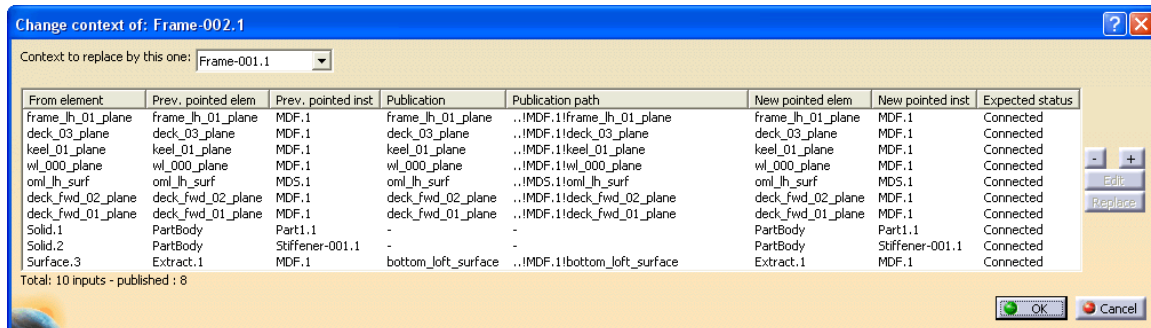 Change context of: Frame-002.1
Context to replace by this one: Frame-001.1
From element Prev. pointed elem Prev. pointed inst Publication Publication path New pointed elem New pointed inst Expected status
frame_lh_01_plane frame_lh_01_plane MDF.1 frame_lh_01_plane ..!MDF.1!frame_lh_01_plane frame_lh_01_plane MDF.1 Connected
deck_03_plane deck_03_plane MDF.1 deck_03_plane ..!MDF.1!deck_03_plane deck_03_plane MDF.1 Connected
keel_01_plane keel_01_plane MDF.1 keel_01_plane ..!MDF.1!keel_01_plane keel_01_plane MDF.1 Connected
wl_000_plane wl_000_plane MDF.1 wl_000_plane ..!MDF.1!wl_000_plane wl_000_plane MDF.1 Connected
oml_lh_surf oml_lh_surf MDS.1 oml_lh_surf ..!MDS.1!oml_lh_surf oml_lh_surf MDS.1 Connected
deck_fwd_02_plane deck_fwd_02_plane MDF.1 deck_fwd_02_plane ..!MDF.1!deck_fwd_02_plane deck_fwd_02_plane MDF.1 Connected
deck_fwd_01_plane deck_fwd_01_plane MDF.1 deck_fwd_01_plane ..!MDF.1!deck_fwd_01_plane deck_fwd_01_plane MDF.1 Connected
Solid.1 PartBody Part1.1 - - PartBody Part1.1 Connected
Solid.2 PartBody Stiffener-001.1 - - PartBody Stiffener-001.1 Connected
Surface.3 Extract.1 MDF.1 bottom_loft_surface ..!MDF.1!bottom_loft_surface Extract.1 MDF.1 Connected
- +
Edit
Replace
Total: 10 inputs - published : 8
OK Cancel